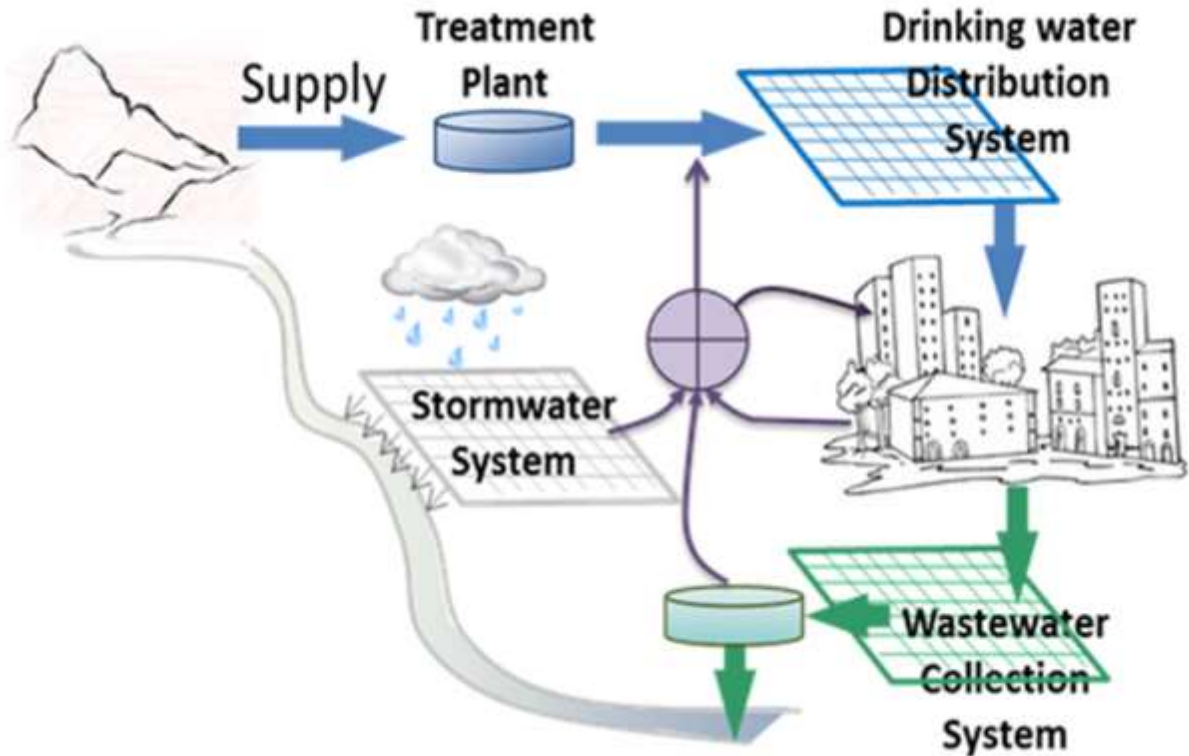 Treatment
Plant
Supply
Drinking water
Distribution
System
Stormwater
System
Wastewater
Collection
System